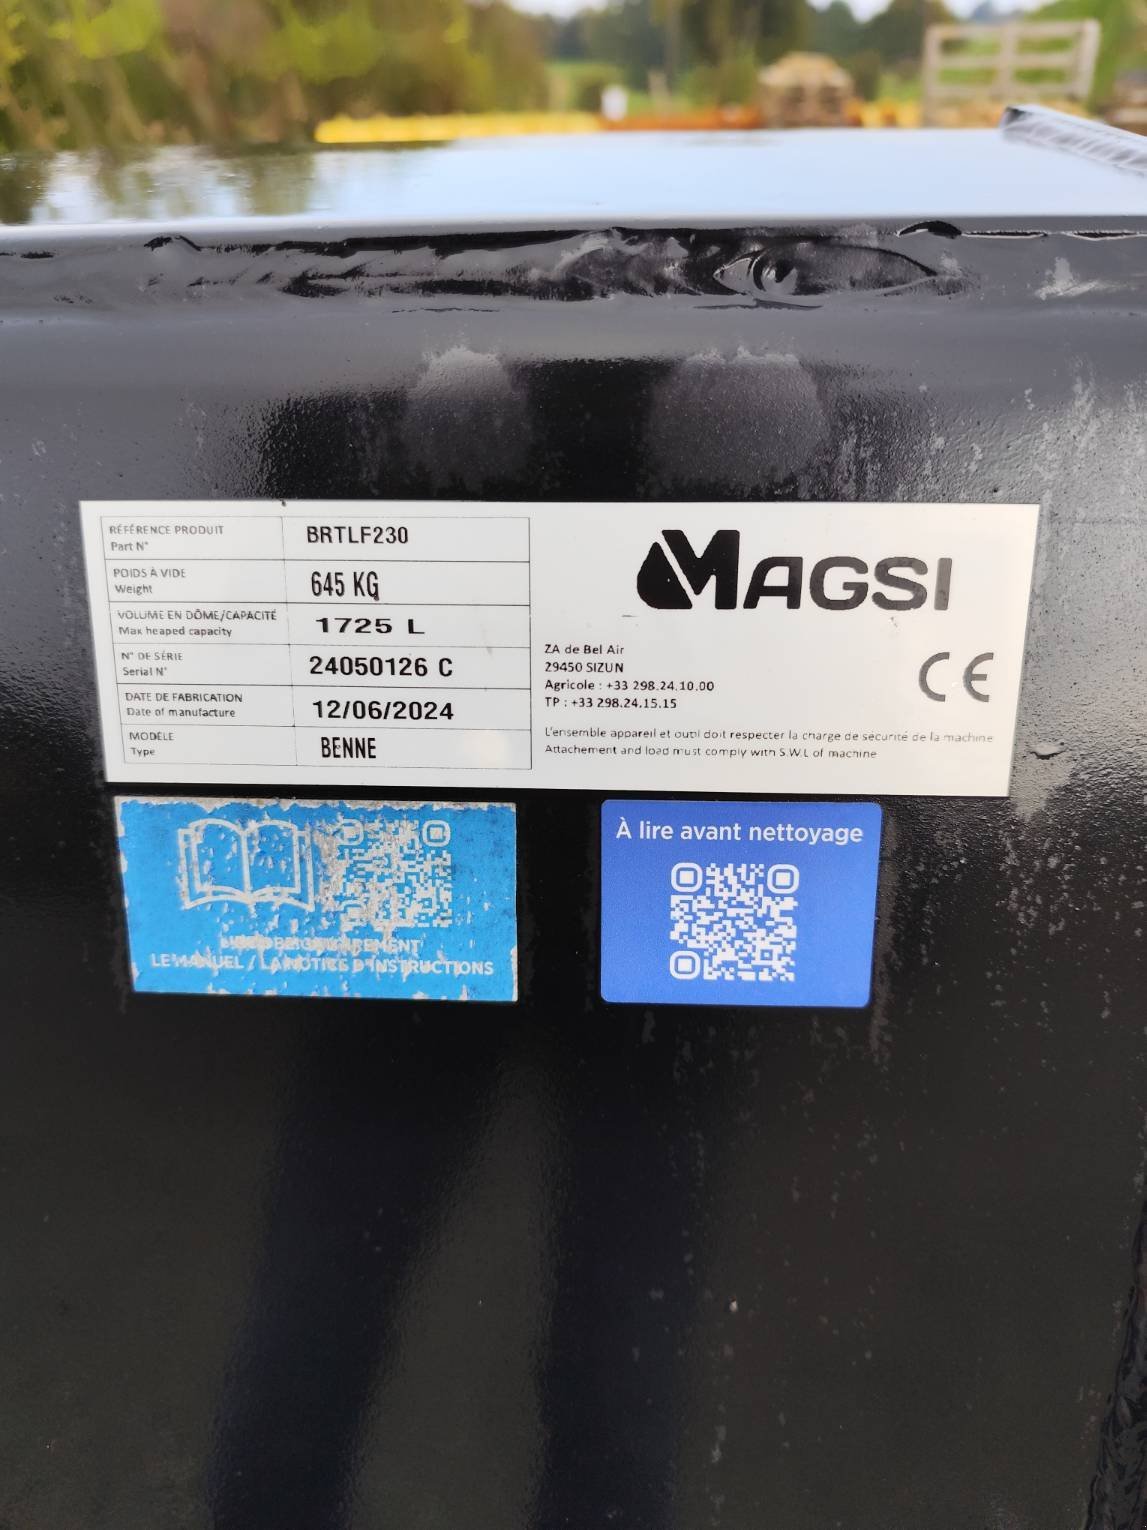 RÉFÉRENCE PRODUIT
Part N°
BRTLF230
POIDS À VIDE
Weight
645 KG
VOLUME EN DÔME/CAPACITÉ
Max heaped capacity
1725 L
N° DE SÉRIE
Serial N°
24050126 C
DATE DE FABRICATION
Date of manufacture
12/06/2024
MODÈLE
Type
BENNE
MAGSI
ZA de Bel Air
29450 SIZUN
Agricole : +33 298.24.10.00
TP : +33 298.24.15.15
CE
L'ensemble appareil et outil doit respecter la charge de sécurité de la machine
Attachement and load must comply with S.W.L of machine
LE MANUEL / LA NOTICE D'INSTRUCTIONS
À lire avant nettoyage